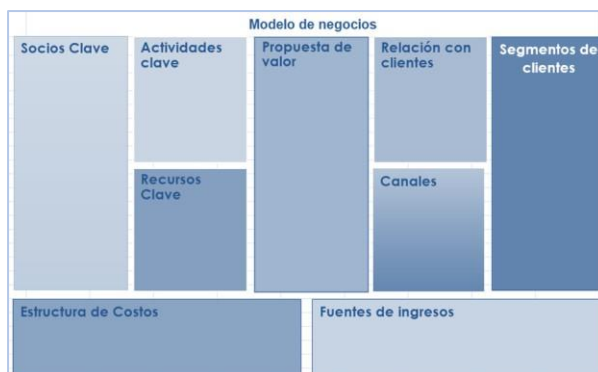 Modelo de negocios
Socios Clave
Actividades
clave
Propuesta de
valor
Relación con
clientes
Segmentos de
clientes
Recursos
Clave
Canales
Estructura de Costos
Fuentes de ingresos